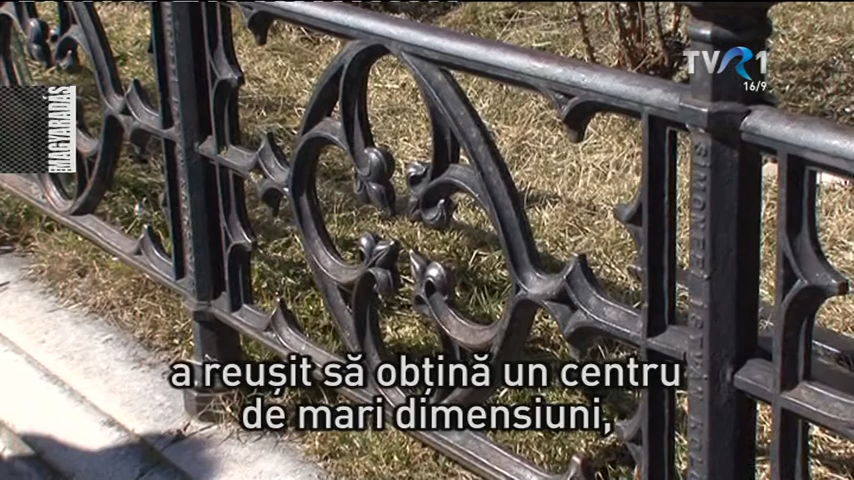 TVR1
16/9
MAGYARADÁS
a reușit să obțină un centru
de mari dimensiuni,